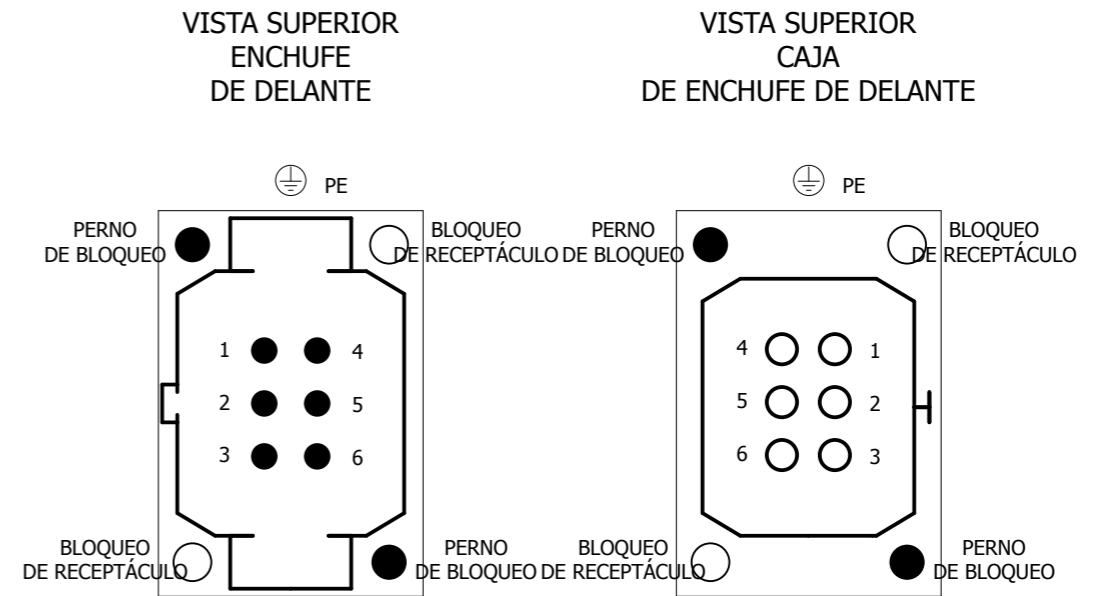 VISTA SUPERIOR
ENCHUFE
DE DELANTE
VISTA SUPERIOR
CAJA
DE ENCHUFE DE DELANTE
PE
PERNO
DE BLOQUEO
BLOQUEO
DE RECEPTÁCULO
1 4
2 5
3 6
BLOQUEO
DE RECEPTÁCULO
PERNO
DE BLOQUEO
PE
PERNO
DE BLOQUEO
BLOQUEO
DE RECEPTÁCULO
4 1
5 2
6 3
BLOQUEO
DE RECEPTÁCULO
PERNO
DE BLOQUEO